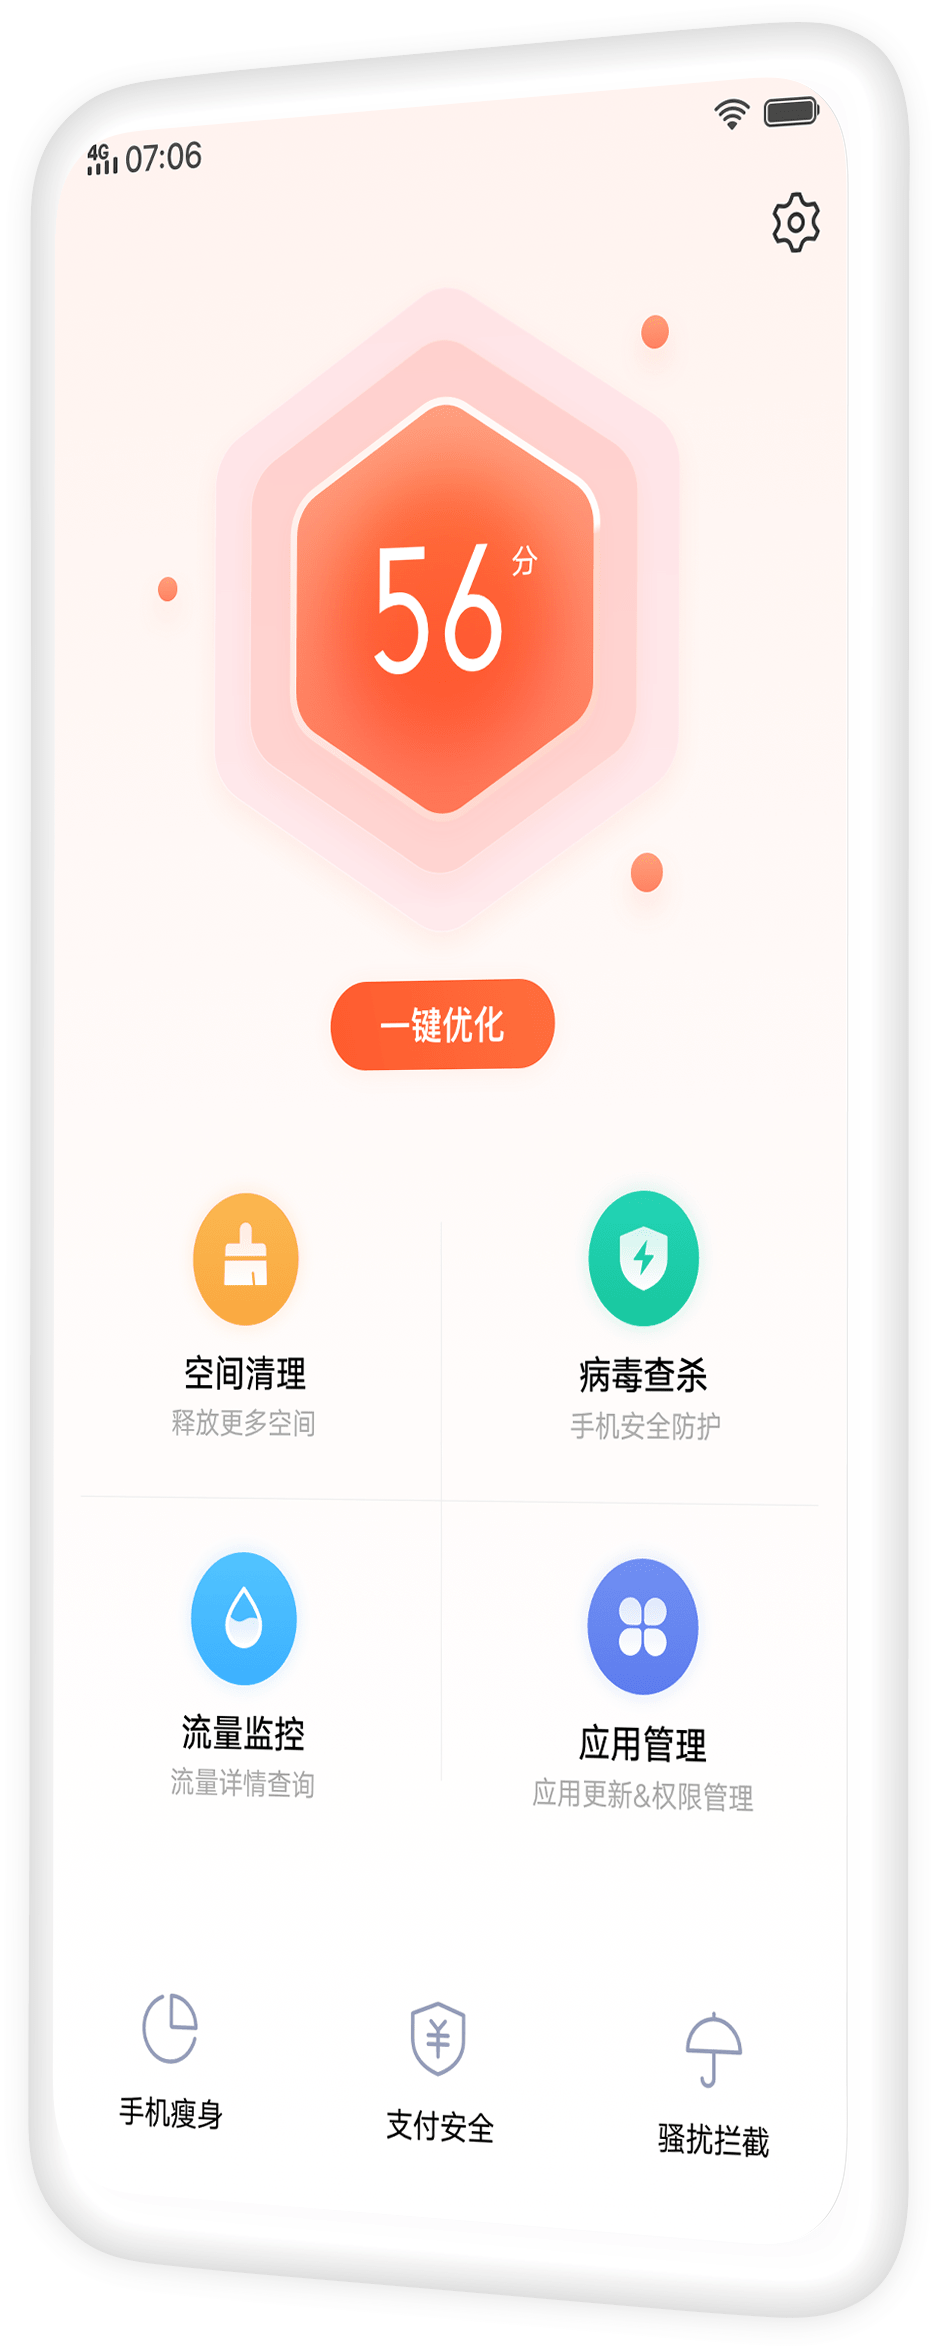 4G 07:06
56分
一键优化
空间清理
病毒查杀
释放更多空间
手机安全防护
流量监控
应用管理
流量详情查询
应用更新&权限管理
手机瘦身
支付安全
骚扰拦截